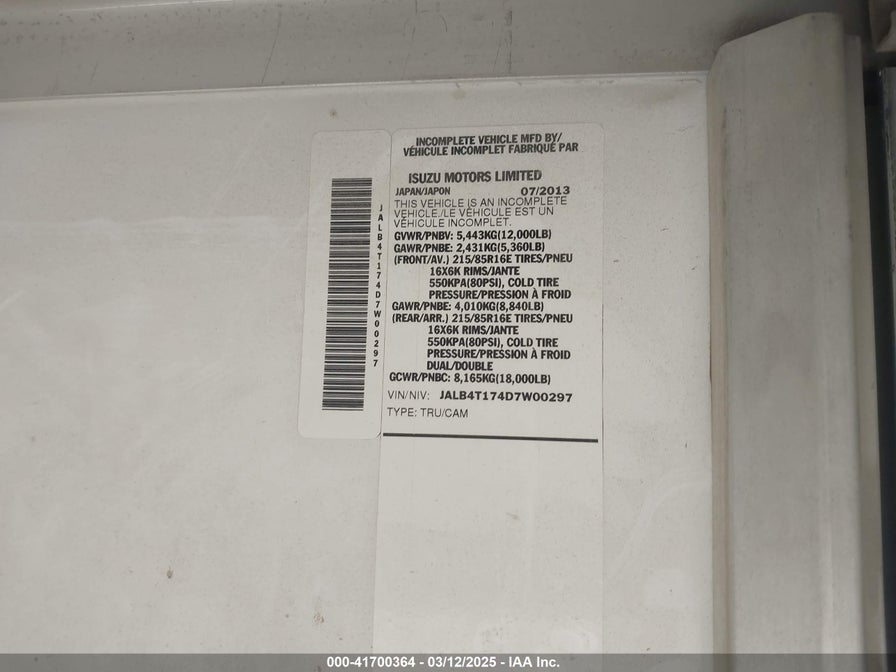 INCOMPLETE VEHICLE MFD BY/
VÉHICULE INCOMPLET FABRIQUÉ PAR
ISUZU MOTORS LIMITED
JAPAN/JAPON 07/2013
THIS VEHICLE IS AN INCOMPLETE
VEHICLE./LE VÉHICULE EST UN
VÉHICULE INCOMPLET.
GVWR/PNBV: 5,443KG(12,000LB)
GAWR/PNBE: 2,431KG(5,360LB)
(FRONT/AV.) 215/85R16E TIRES/PNEU
16X6K RIMS/JANTE
550KPA(80PSI), COLD TIRE
PRESSURE/PRESSION À FROID
GAWR/PNBE: 4,010KG(8,840LB)
(REAR/ARR.) 215/85R16E TIRES/PNEU
16X6K RIMS/JANTE
550KPA(80PSI), COLD TIRE
PRESSURE/PRESSION À FROID
DUAL/DOUBLE
GCWR/PNBC: 8,165KG(18,000LB)
VIN/NIV: JALB4T174D7W00297
TYPE: TRU/CAM
JALB4T174D7W00297
000-41700364 - 03/12/2025 - IAA Inc.